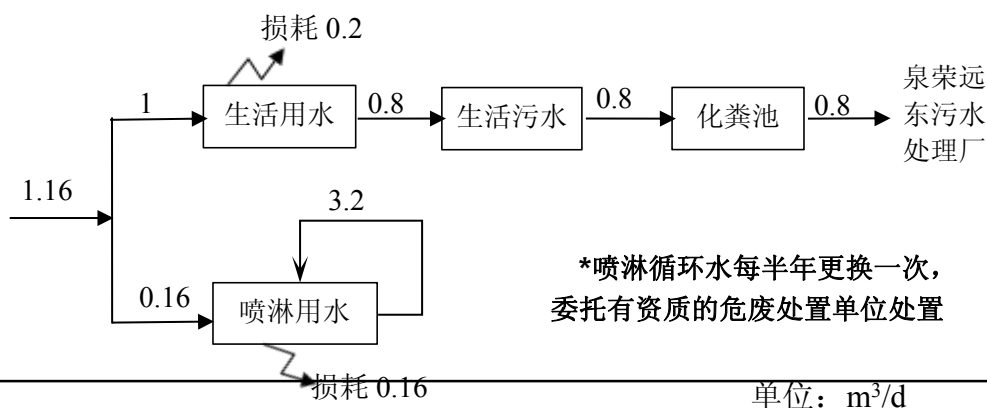 损耗 0.2
1
生活用水
0.8
生活污水
0.8
化粪池
0.8
泉荣远
东污水
处理厂
1.16
3.2
0.16
喷淋用水
*喷淋循环水每半年更换一次，
委托有资质的危废处置单位处置
损耗 0.16
单位：m³/d